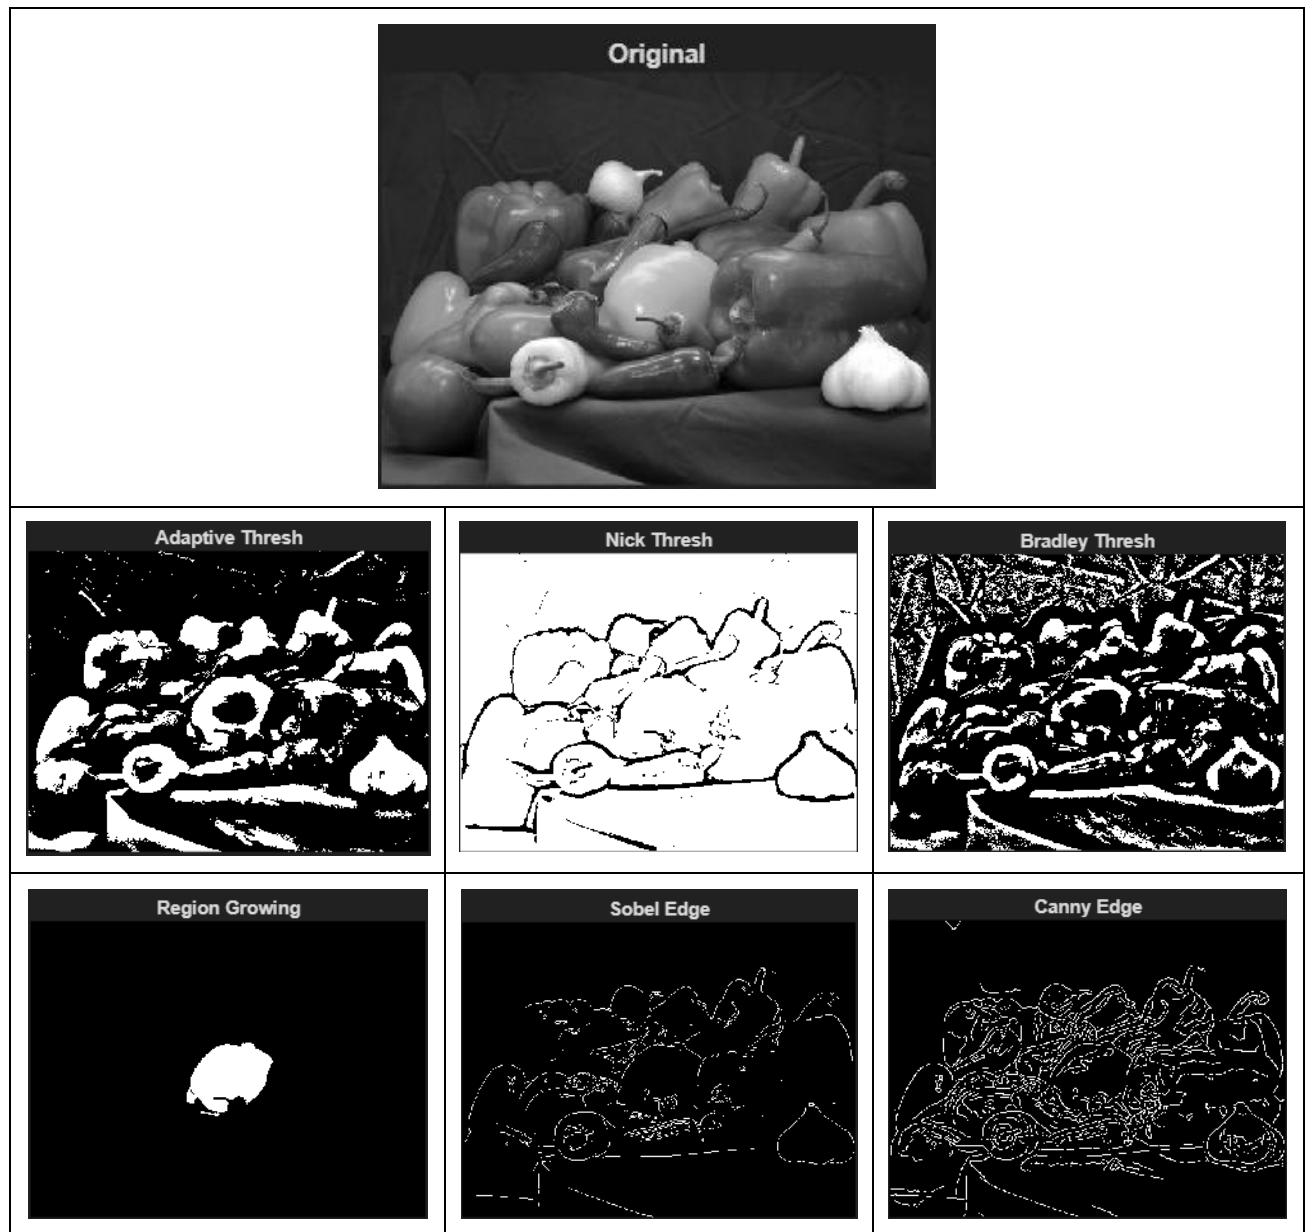 Original
Adaptive Thresh
Nick Thresh
Bradley Thresh
Region Growing
Sobel Edge
Canny Edge